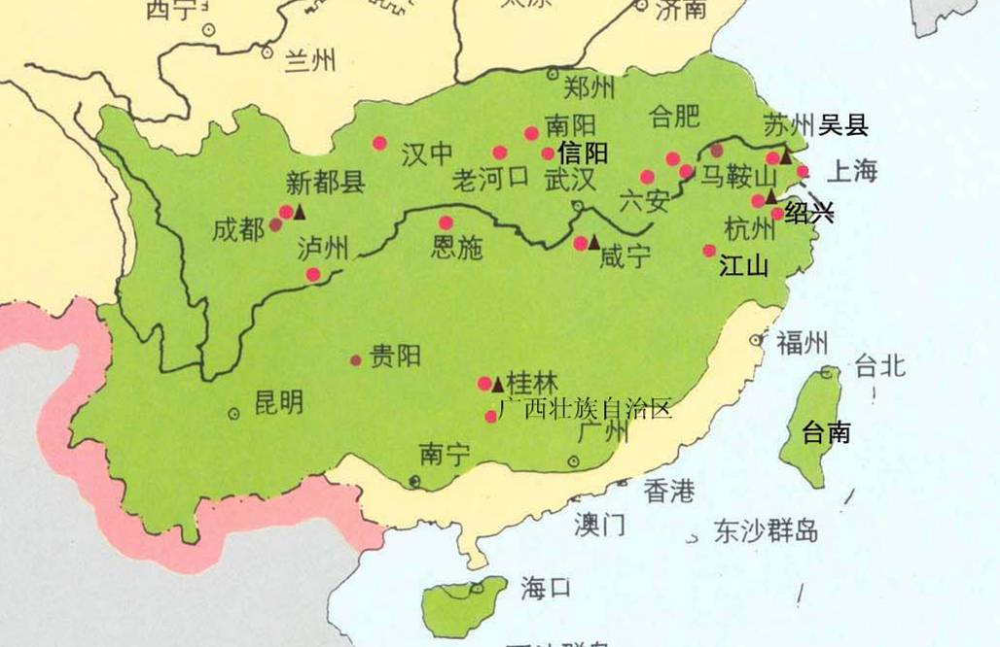 西宁
济南
兰州
郑州
合肥
南阳
苏州吴县
汉中
信阳
老河口
武汉
马鞍山
上海
新都县
六安
成都
绍兴
杭州
泸州
恩施
咸宁
江山
福州
贵阳
台北
桂林
昆明
广西壮族自治区
广州
台南
南宁
香港
澳门
东沙群岛
海口